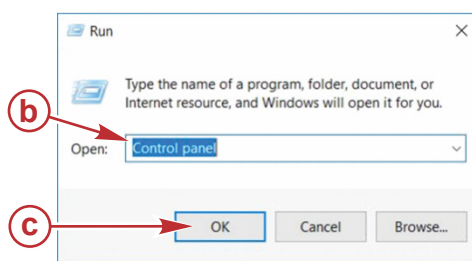 Run
Type the name of a program, folder, document, or
Internet resource, and Windows will open it for you.
b
Open: Control panel
c
OK Cancel Browse...